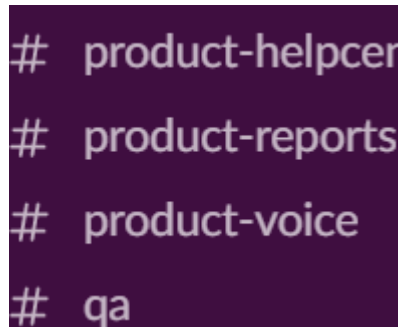 # product-helpcer
# product-reports
# product-voice
# qa